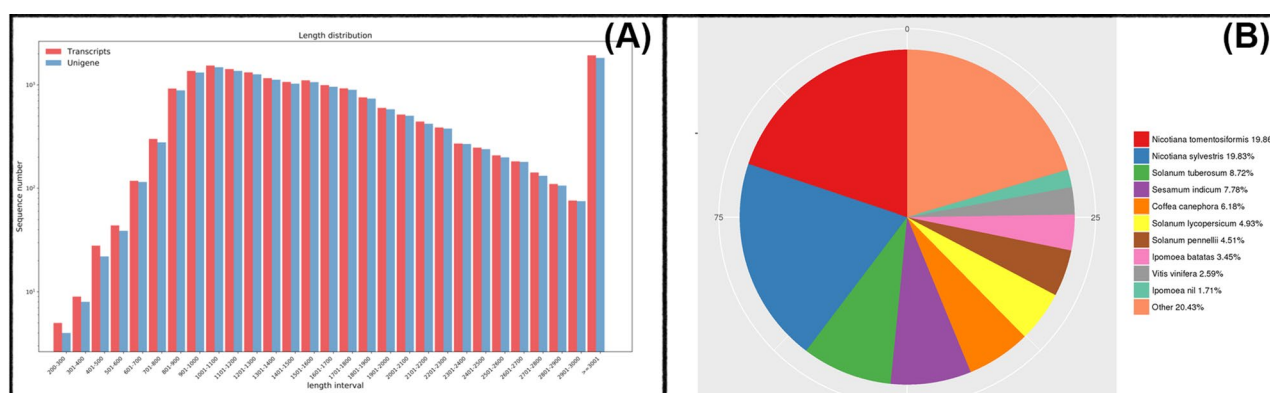 (A)
Length distribution
Transcripts
Unigene
Sequence number
10³
10²
10¹
200-300
301-400
401-500
501-600
601-700
701-800
801-900
901-1000
1001-1100
1101-1200
1201-1300
1301-1400
1401-1500
1501-1600
1601-1700
1701-1800
1801-1900
1901-2000
2001-2100
2101-2200
2201-2300
2301-2400
2401-2500
2501-2600
2601-2700
2701-2800
2801-2900
2901-3000
>=3001
length interval
(B)
0
25
75
Nicotiana tomentosiformis 19.86
Nicotiana sylvestris 19.83%
Solanum tuberosum 8.72%
Sesamum indicum 7.78%
Coffea canephora 6.18%
Solanum lycopersicum 4.93%
Solanum pennellii 4.51%
Ipomoea batatas 3.45%
Vitis vinifera 2.59%
Ipomoea nil 1.71%
Other 20.43%